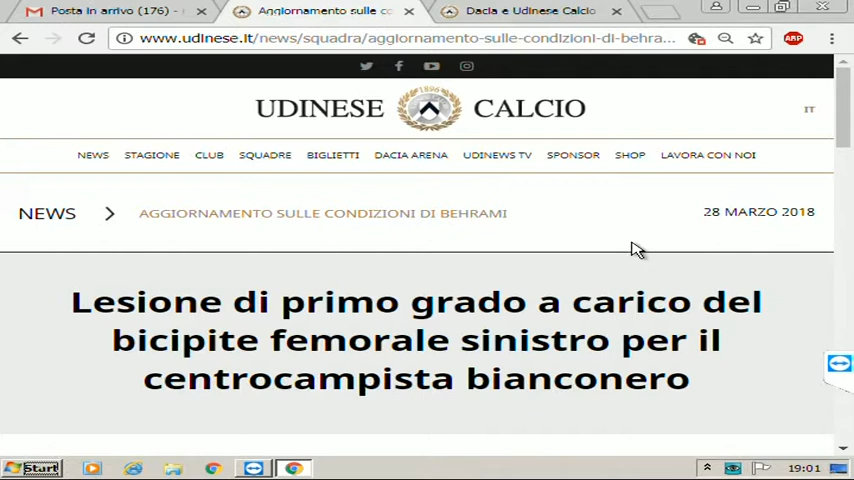 Posta in arrivo (176) -
Aggiornamento sulle co
Dacia e Udinese Calcio
www.udinese.it/news/squadra/aggiornamento-sulle-condizioni-di-behra...
ABP
1896
UDINESE CALCIO
IT
NEWS STAGIONE CLUB SQUADRE BIGLIETTI DACIA ARENA UDINEWS TV SPONSOR SHOP LAVORA CON NOI
NEWS > AGGIORNAMENTO SULLE CONDIZIONI DI BEHRAMI 28 MARZO 2018
Lesione di primo grado a carico del
bicipite femorale sinistro per il
centrocampista bianconero
Start 19:01